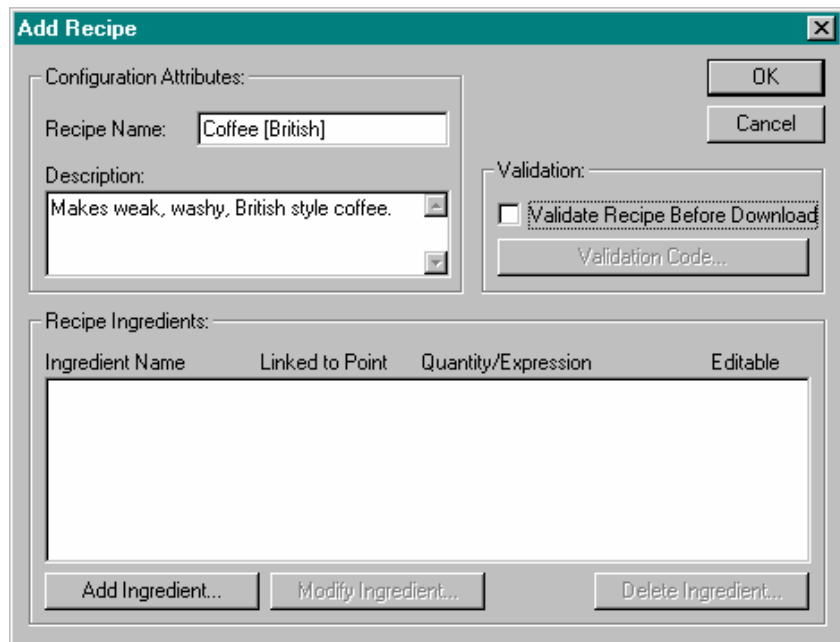 Add Recipe
Configuration Attributes:
OK
Recipe Name: Coffee [British]
Cancel
Description:
Makes weak, washy, British style coffee.
Validation:
Validate Recipe Before Download
Validation Code...
Recipe Ingredients:
Ingredient Name Linked to Point Quantity/Expression Editable
Add Ingredient... Modify Ingredient... Delete Ingredient...